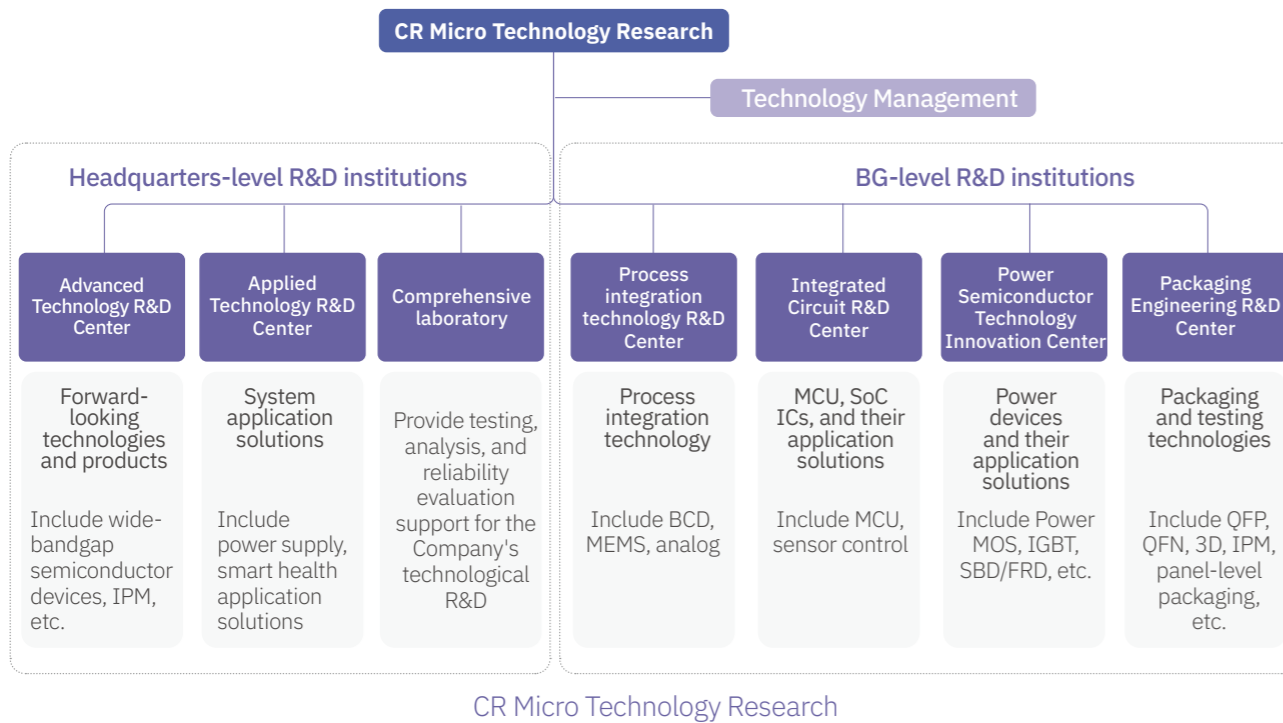 CR Micro Technology Research
Technology Management
Headquarters-level R&D institutions
BG-level R&D institutions
Advanced
Technology R&D
Center
Applied
Technology R&D
Center
Comprehensive
laboratory
Process
integration
technology R&D
Center
Integrated
Circuit R&D
Center
Power
Semiconductor
Technology
Innovation Center
Packaging
Engineering R&D
Center
Forward-
looking
technologies
and products
Include wide-
bandgap
semiconductor
devices, IPM,
etc.
System
application
solutions
Include
power supply,
smart health
application
solutions
Provide testing,
analysis, and
reliability
evaluation
support for the
Company's
technological
R&D
Process
integration
technology
Include BCD,
MEMS, analog
MCU, SoC
ICs, and their
application
solutions
Include MCU,
sensor control
Power
devices
and their
application
solutions
Include Power
MOS, IGBT,
SBD/FRD, etc.
Packaging
and testing
technologies
Include QFP,
QFN, 3D, IPM,
panel-level
packaging,
etc.
CR Micro Technology Research